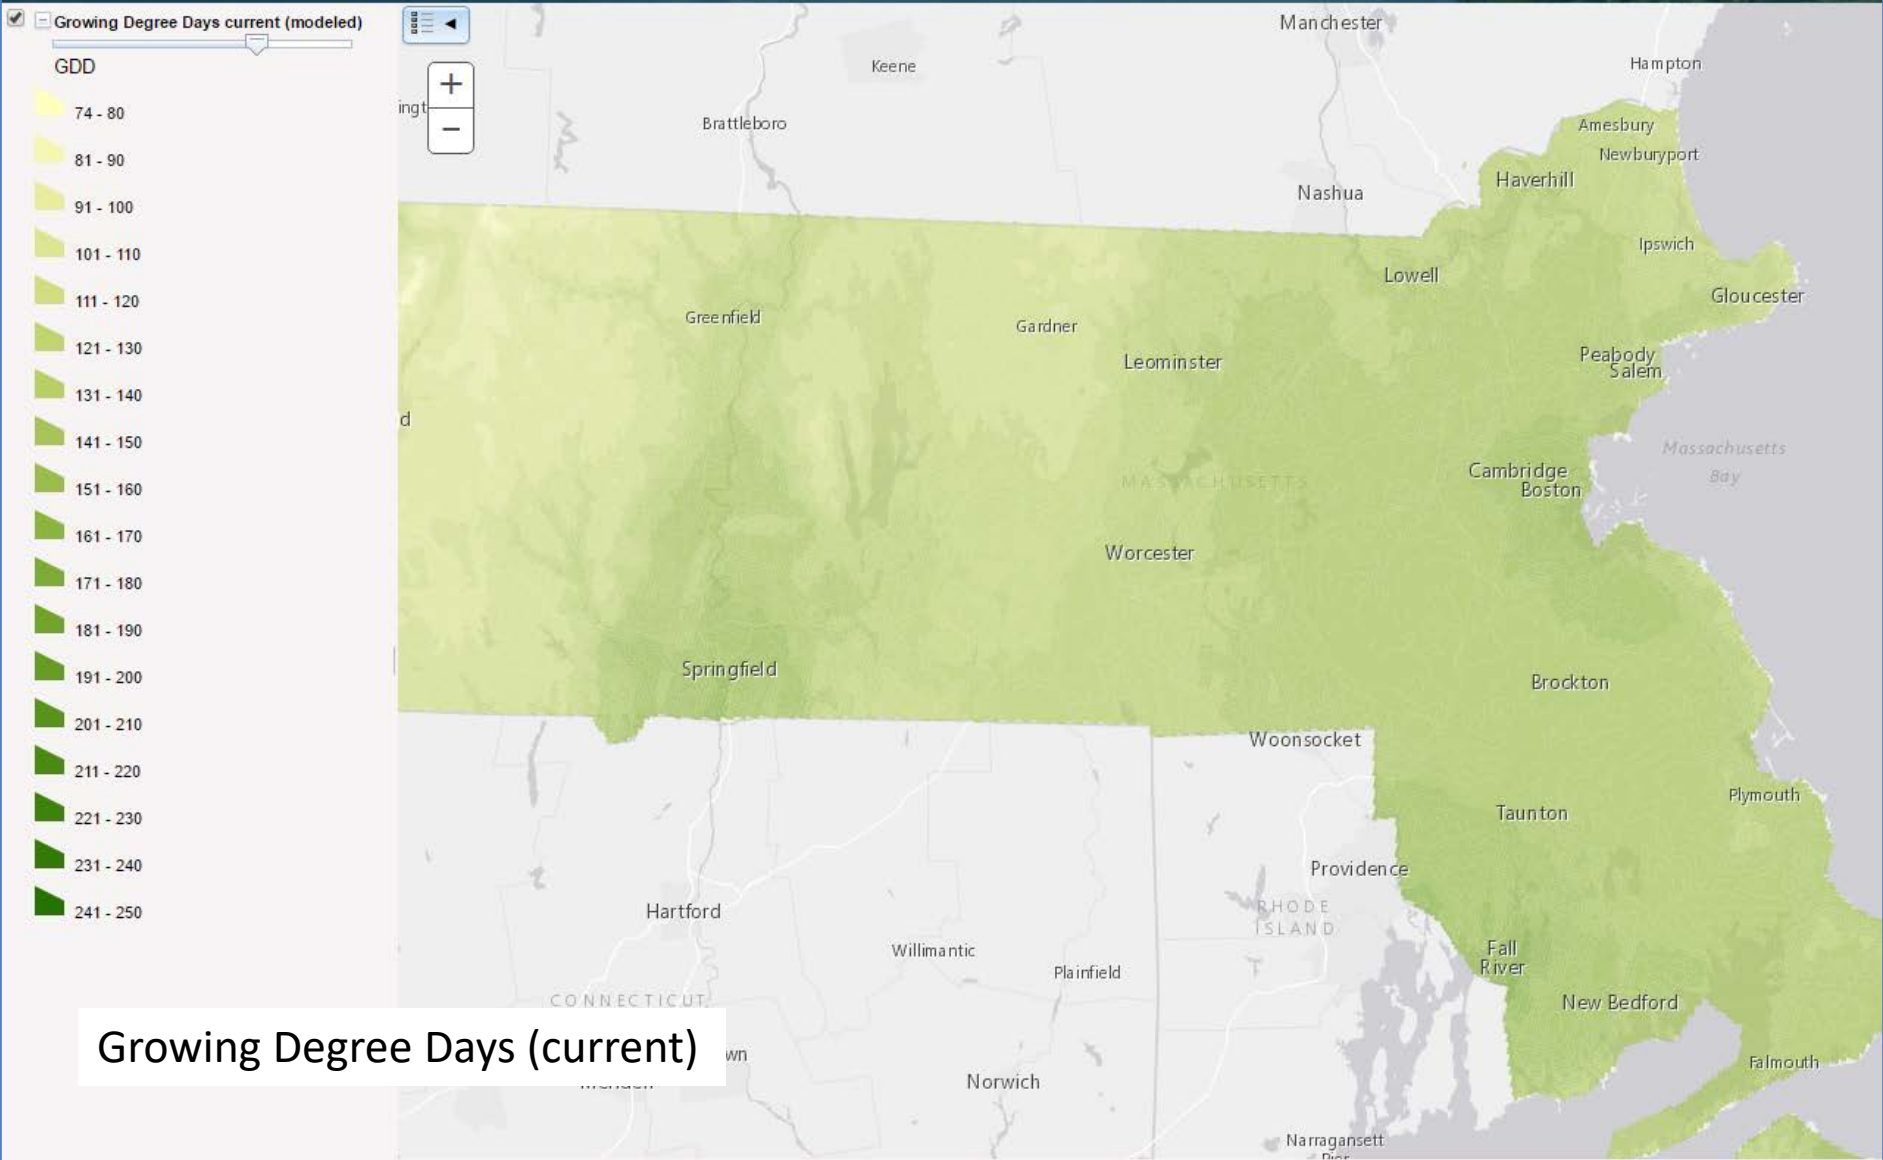 Growing Degree Days current (modeled)
GDD
74 - 80
81 - 90
91 - 100
101 - 110
111 - 120
121 - 130
131 - 140
141 - 150
151 - 160
161 - 170
171 - 180
181 - 190
191 - 200
201 - 210
211 - 220
221 - 230
231 - 240
241 - 250
+
−
Manchester
Keene
Hampton
ingt
Brattleboro
Amesbury
Newburyport
Haverhill
Nashua
Ipswich
Lowell
Gloucester
Greenfield
Gardner
Leominster
Peabody
Salem
d
Massachusetts
Bay
Cambridge
Boston
MASSACHUSETTS
Worcester
Springfield
Brockton
Woonsocket
Plymouth
Taunton
Providence
Hartford
RHODE
ISLAND
Fall
River
Willimantic
Plainfield
CONNECTICUT
New Bedford
Growing Degree Days (current)
wn
Falmouth
Norwich
Narragansett
Pier